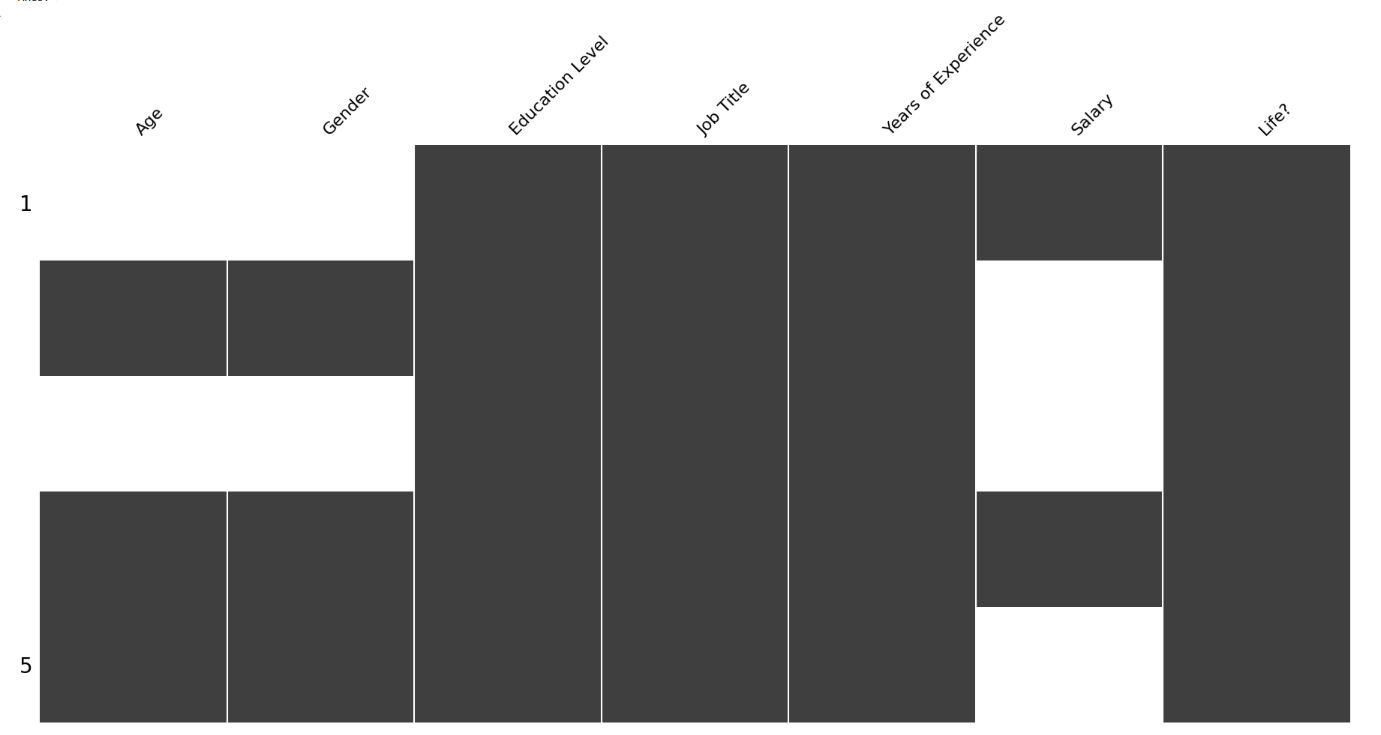 Age
Gender
Education Level
Job Title
Years of Experience
Salary
Life?
1
5